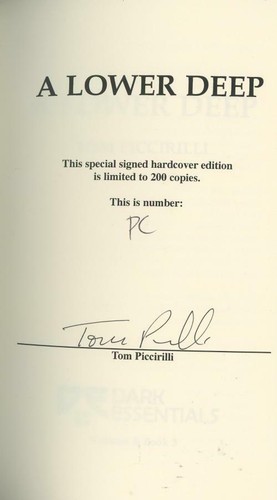 A LOWER DEEP
This special signed hardcover edition
is limited to 200 copies.
This is number:
PC
Tom Piccirilli
Tom Piccirilli
DARK
ESSENTIALS